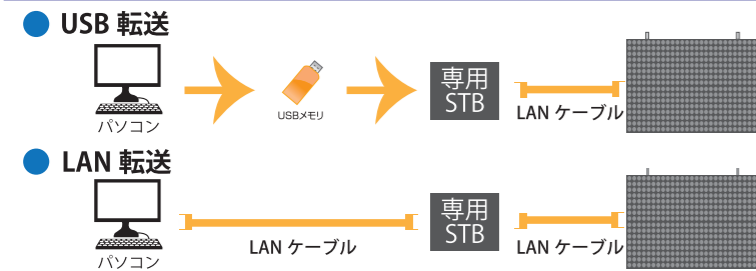 USB 転送
パソコン
USBメモリ
専用
STB
LAN ケーブル
LAN 転送
パソコン
LAN ケーブル
専用
STB
LAN ケーブル